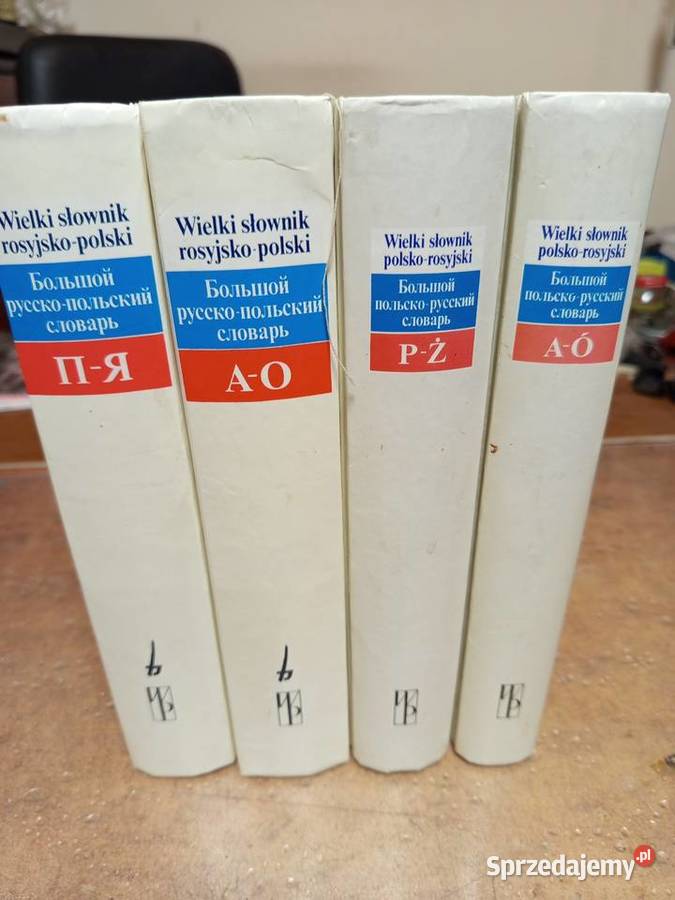 Wielki słownik
rosyjsko-polski
Большой
русско-польский
словарь
П-Я
Wielki słownik
rosyjsko-polski
Большой
русско-польский
словарь
А-О
Wielki słownik
polsko-rosyjski
Большой
польско-русский
словарь
P-Ż
Wielki słownik
polsko-rosyjski
Большой
польско-русский
словарь
A-Ó
Sprzedajemy.pl